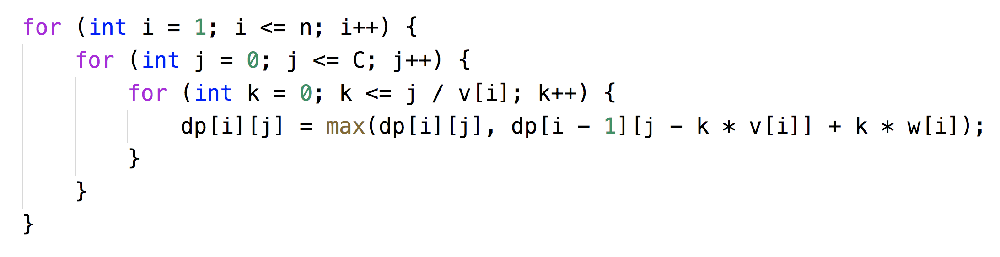 for (int i = 1; i <= n; i++) {
    for (int j = 0; j <= C; j++) {
        for (int k = 0; k <= j / v[i]; k++) {
            dp[i][j] = max(dp[i][j], dp[i - 1][j - k * v[i]] + k * w[i]);
        }
    }
}